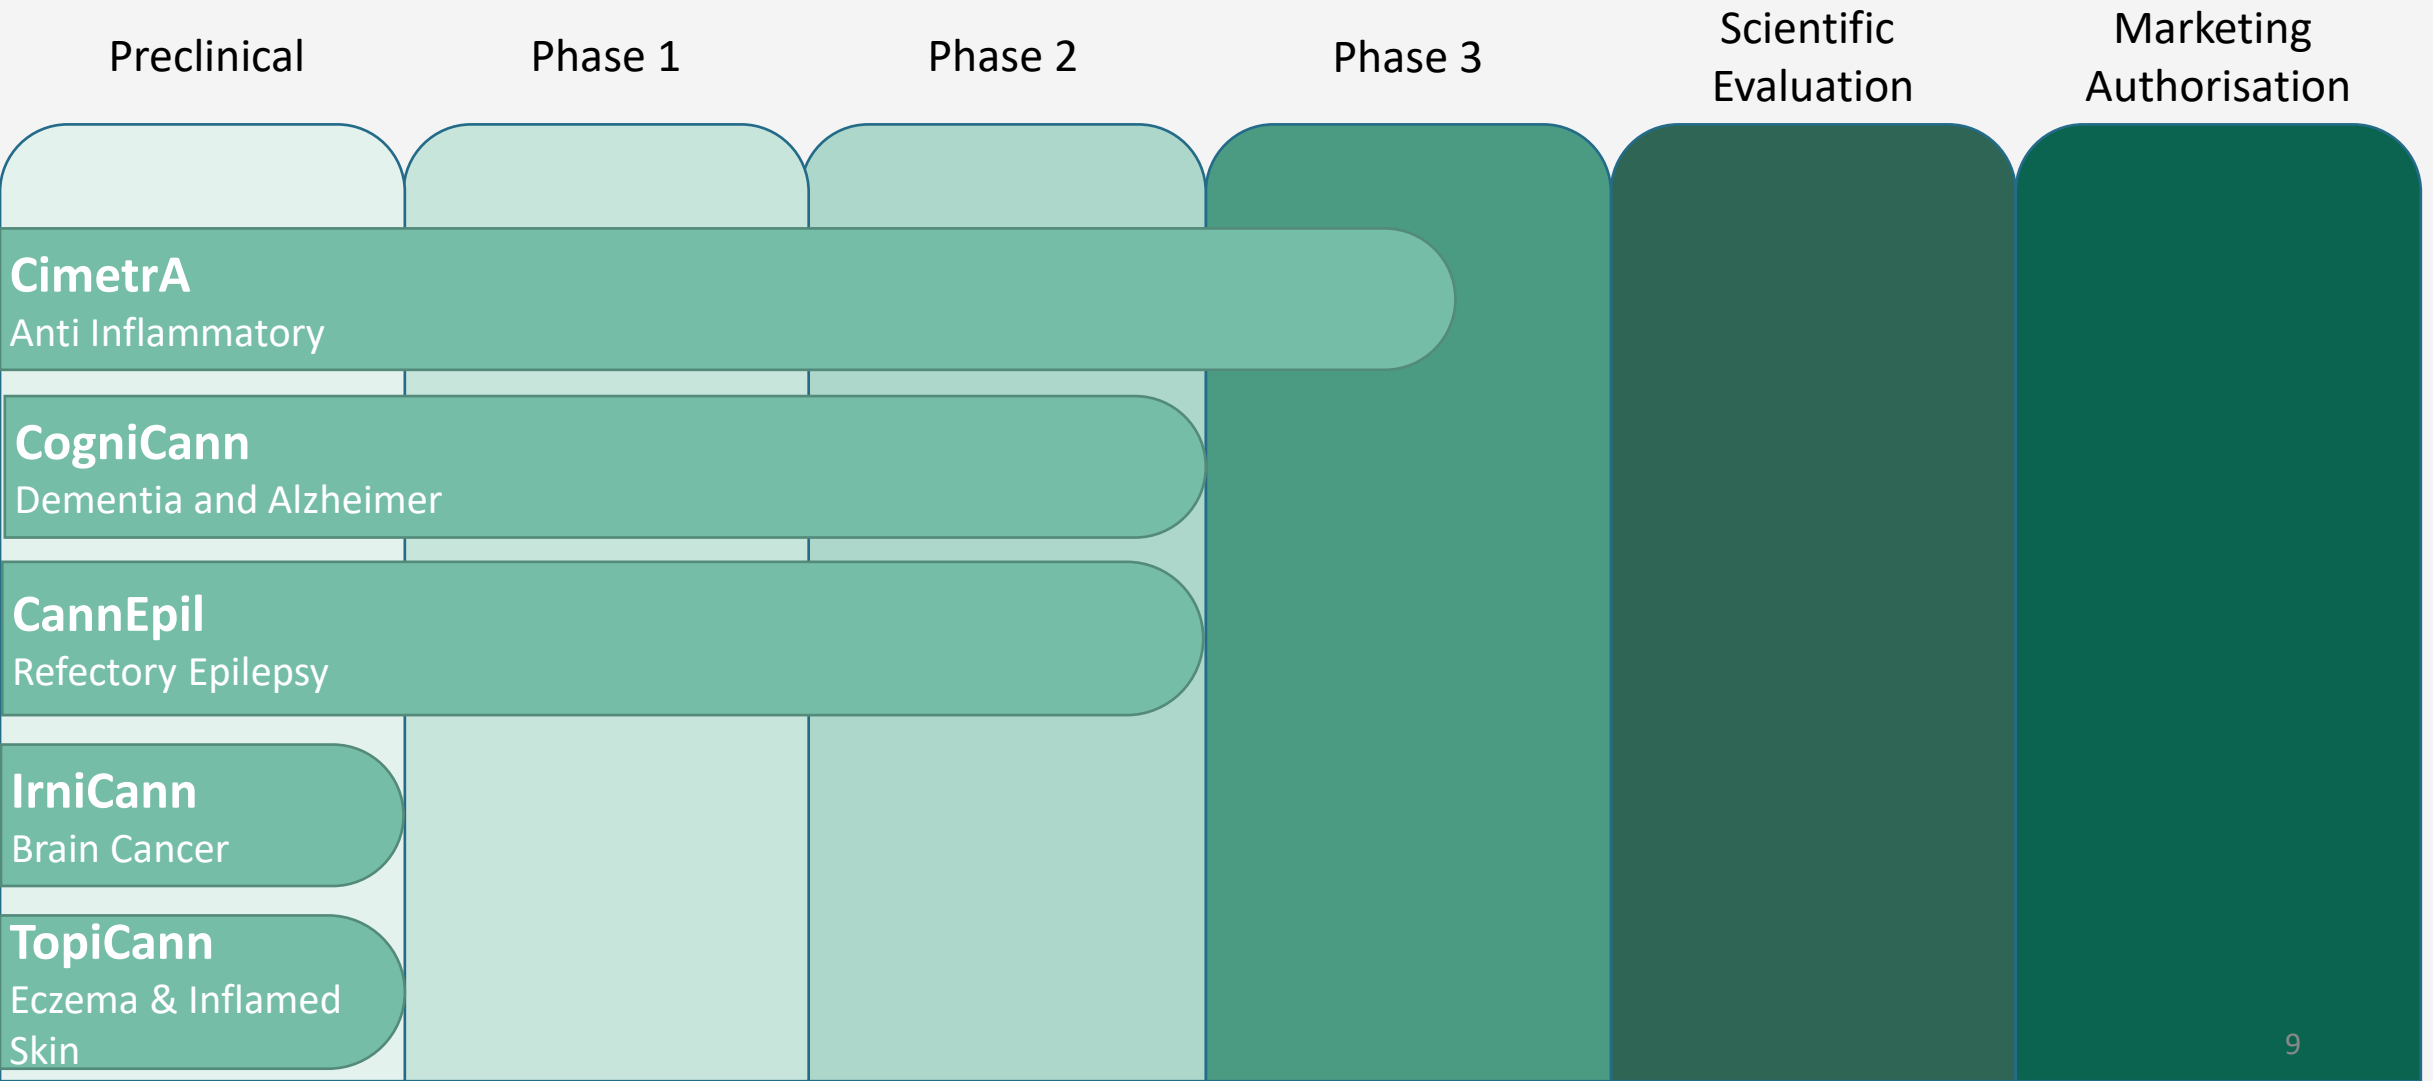 Preclinical
Phase 1
Phase 2
Phase 3
Scientific
Evaluation
Marketing
Authorisation
CimetrA
Anti Inflammatory
CogniCann
Dementia and Alzheimer
CannEpil
Refectory Epilepsy
IrniCann
Brain Cancer
TopiCann
Eczema & Inflamed
Skin
9